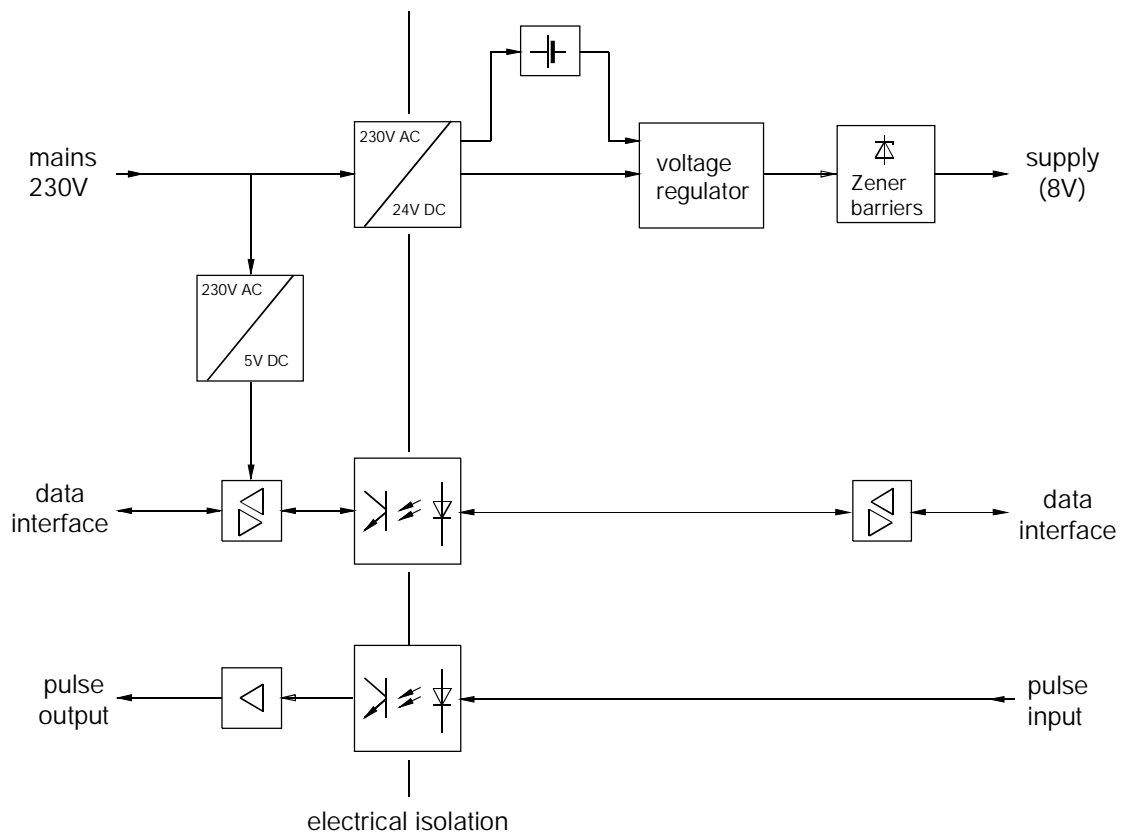 mains
230V
230V AC
24V DC
voltage
regulator
Zener
barriers
supply
(8V)
230V AC
5V DC
data
interface
data
interface
pulse
output
pulse
input
electrical isolation